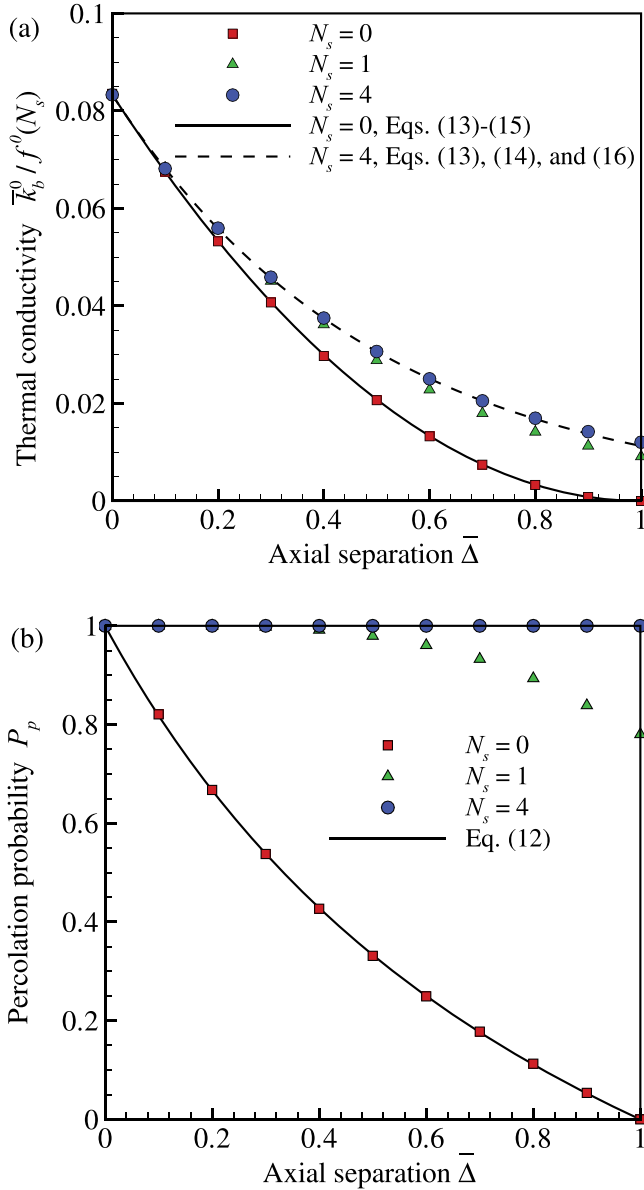 (a)
0.1
0.08
0.06
0.04
0.02
0
Thermal conductivity k̅_b^0 / f^0(N_s)
N_s = 0
N_s = 1
N_s = 4
N_s = 0, Eqs. (13)-(15)
N_s = 4, Eqs. (13), (14), and (16)
0 0.2 0.4 0.6 0.8 1
Axial separation Δ̅
(b)
1
0.8
0.6
0.4
0.2
0
Percolation probability P_p
N_s = 0
N_s = 1
N_s = 4
Eq. (12)
0 0.2 0.4 0.6 0.8 1
Axial separation Δ̅